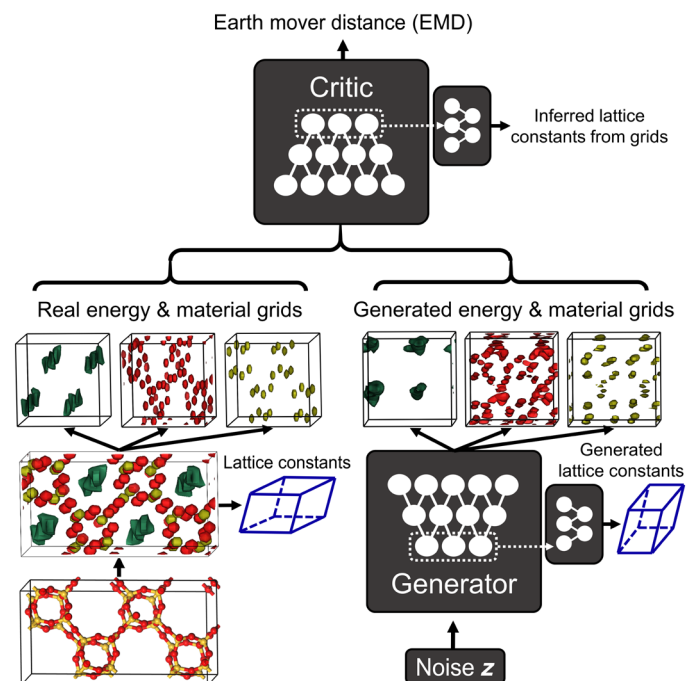 Earth mover distance (EMD)
Critic
Inferred lattice
constants from grids
Real energy & material grids
Generated energy & material grids
Lattice constants
Generated
lattice constants
Generator
Noise z